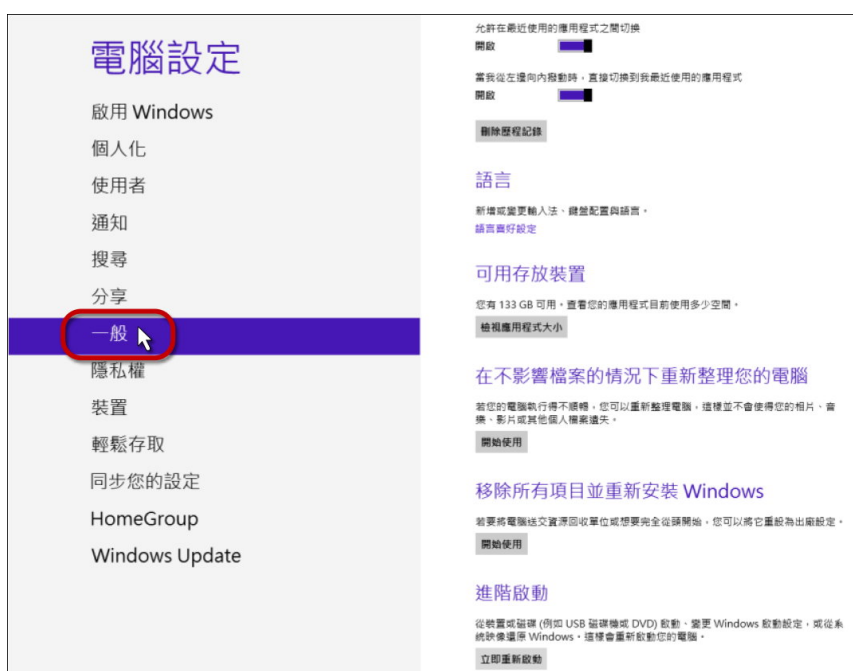 電腦設定
啟用 Windows
個人化
使用者
通知
搜尋
分享
一般
隱私權
裝置
輕鬆存取
同步您的設定
HomeGroup
Windows Update
允許在最近使用的應用程式之間切換
開啟
當我從左邊向內撥動時，直接切換到我最近使用的應用程式
開啟
刪除歷程記錄
語言
新增或變更輸入法、鍵盤配置與語言。
語言喜好設定
可用存放裝置
您有 133 GB 可用。查看您的應用程式目前使用多少空間。
檢視應用程式大小
在不影響檔案的情況下重新整理您的電腦
若您的電腦執行得不順暢，您可以重新整理電腦，這樣並不會使得您的相片、音
樂、影片或其他個人檔案遺失。
開始使用
移除所有項目並重新安裝 Windows
若要將電腦送交資源回收單位或想要完全從頭開始，您可以將它重設為出廠設定。
開始使用
進階啟動
從裝置或磁碟 (例如 USB 磁碟機或 DVD) 啟動、變更 Windows 啟動設定，或從系
統映像還原 Windows。這樣會重新啟動您的電腦。
立即重新啟動